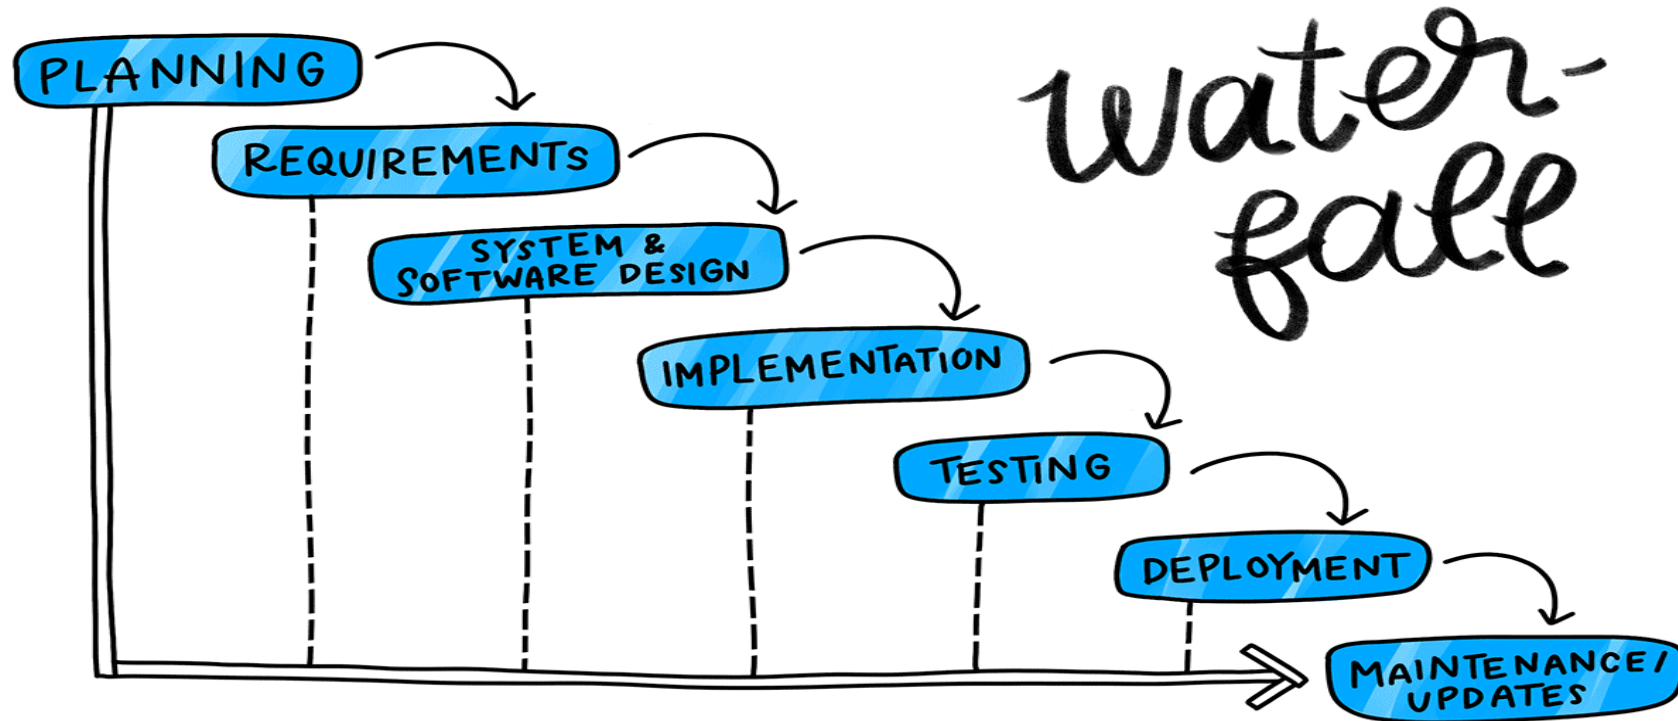 PLANNING
water-
fall
REQUIREMENTS
SYSTEM &
SOFTWARE DESIGN
IMPLEMENTATION
TESTING
DEPLOYMENT
MAINTENANCE/
UPDATES